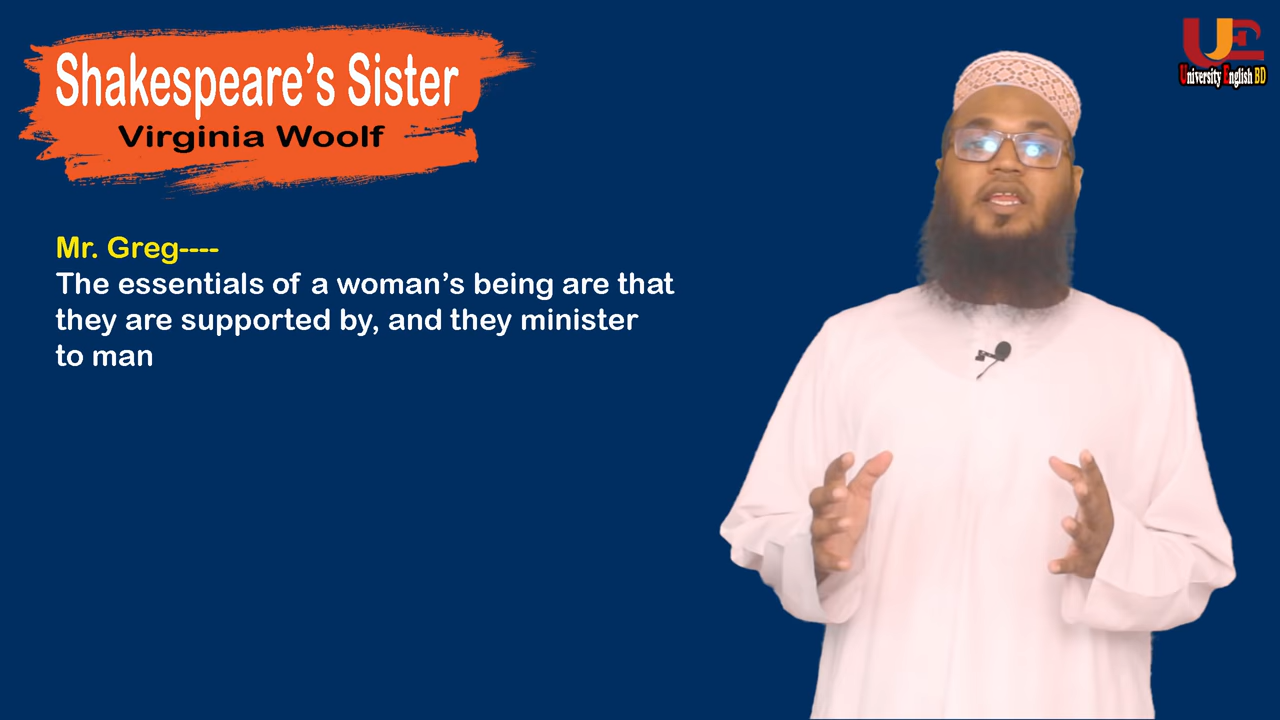 Shakespeare's Sister
Virginia Woolf
UE
University English BD
Mr. Greg----
The essentials of a woman's being are that
they are supported by, and they minister
to man